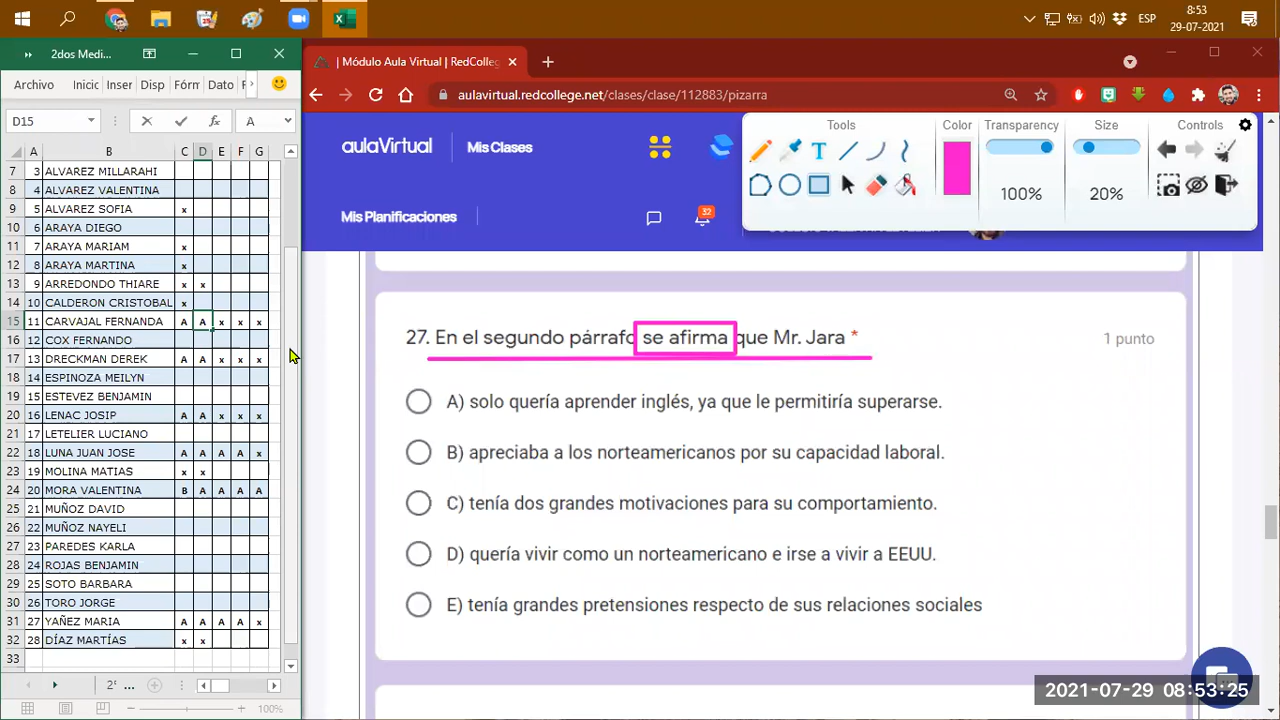 8:53
ESP
29-07-2021
2dos Medi...
| Módulo Aula Virtual | RedColleg
Archivo Inicic Inser Disp Fórm Dato F
aulavirtual.redcollege.net/clases/clase/112883/pizarra
D15 A
A B C D E F G
7 3 ALVAREZ MILLARAHI
8 4 ALVAREZ VALENTINA
9 5 ALVAREZ SOFIA x
10 6 ARAYA DIEGO
11 7 ARAYA MARIAM x
12 8 ARAYA MARTINA x
13 9 ARREDONDO THIARE x x
14 10 CALDERON CRISTOBAL x
15 11 CARVAJAL FERNANDA A A x x x
16 12 COX FERNANDO
17 13 DRECKMAN DEREK A A x x x
18 14 ESPINOZA MEILYN
19 15 ESTEVEZ BENJAMIN
20 16 LENAC JOSIP A A x x x
21 17 LETELIER LUCIANO
22 18 LUNA JUAN JOSE A A A A x
23 19 MOLINA MATIAS x x
24 20 MORA VALENTINA B A A A A
25 21 MUÑOZ DAVID
26 22 MUÑOZ NAYELI
27 23 PAREDES KARLA
28 24 ROJAS BENJAMIN
29 25 SOTO BARBARA
30 26 TORO JORGE
31 27 YAÑEZ MARIA A A A A x
32 28 DÍAZ MARTÍAS x x
33
2º ...
100%
aulaVirtual Mis Clases
Mis Planificaciones
32
Tools Color Transparency Size Controls
100% 20%
27. En el segundo párrafo se afirma que Mr. Jara *
1 punto
A) solo quería aprender inglés, ya que le permitiría superarse.
B) apreciaba a los norteamericanos por su capacidad laboral.
C) tenía dos grandes motivaciones para su comportamiento.
D) quería vivir como un norteamericano e irse a vivir a EEUU.
E) tenía grandes pretensiones respecto de sus relaciones sociales
2021-07-29 08:53:25